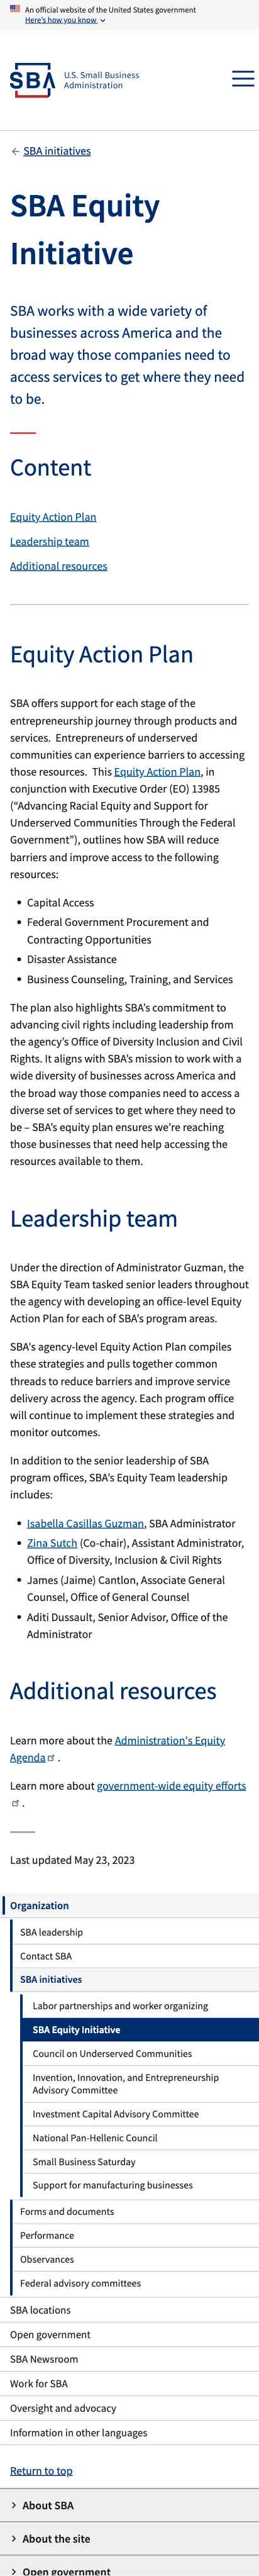 An official website of the United States government
Here's how you know
SBA
U.S. Small Business
Administration
SBA initiatives
SBA Equity
Initiative
SBA works with a wide variety of
businesses across America and the
broad way those companies need to
access services to get where they need
to be.
Content
Equity Action Plan
Leadership team
Additional resources
Equity Action Plan
SBA offers support for each stage of the
entrepreneurship journey through products and
services.  Entrepreneurs of underserved
communities can experience barriers to accessing
those resources.  This Equity Action Plan, in
conjunction with Executive Order (EO) 13985
(“Advancing Racial Equity and Support for
Underserved Communities Through the Federal
Government”), outlines how SBA will reduce
barriers and improve access to the following
resources:
• Capital Access
• Federal Government Procurement and
Contracting Opportunities
• Disaster Assistance
• Business Counseling, Training, and Services
The plan also highlights SBA’s commitment to
advancing civil rights including leadership from
the agency’s Office of Diversity Inclusion and Civil
Rights. It aligns with SBA’s mission to work with a
wide diversity of businesses across America and
the broad way those companies need to access a
diverse set of services to get where they need to
be – SBA’s equity plan ensures we’re reaching
those businesses that need help accessing the
resources available to them.
Leadership team
Under the direction of Administrator Guzman, the
SBA Equity Team tasked senior leaders throughout
the agency with developing an office-level Equity
Action Plan for each of SBA’s program areas.
SBA’s agency-level Equity Action Plan compiles
these strategies and pulls together common
threads to reduce barriers and improve service
delivery across the agency. Each program office
will continue to implement these strategies and
monitor outcomes.
In addition to the senior leadership of SBA
program offices, SBA’s Equity Team leadership
includes:
• Isabella Casillas Guzman, SBA Administrator
• Zina Sutch (Co-chair), Assistant Administrator,
Office of Diversity, Inclusion & Civil Rights
• James (Jaime) Cantlon, Associate General
Counsel, Office of General Counsel
• Aditi Dussault, Senior Advisor, Office of the
Administrator
Additional resources
Learn more about the Administration's Equity
Agenda .
Learn more about government-wide equity efforts
.
Last updated May 23, 2023
Organization
SBA leadership
Contact SBA
SBA initiatives
Labor partnerships and worker organizing
SBA Equity Initiative
Council on Underserved Communities
Invention, Innovation, and Entrepreneurship
Advisory Committee
Investment Capital Advisory Committee
National Pan-Hellenic Council
Small Business Saturday
Support for manufacturing businesses
Forms and documents
Performance
Observances
Federal advisory committees
SBA locations
Open government
SBA Newsroom
Work for SBA
Oversight and advocacy
Information in other languages
Return to top
About SBA
About the site
Open government